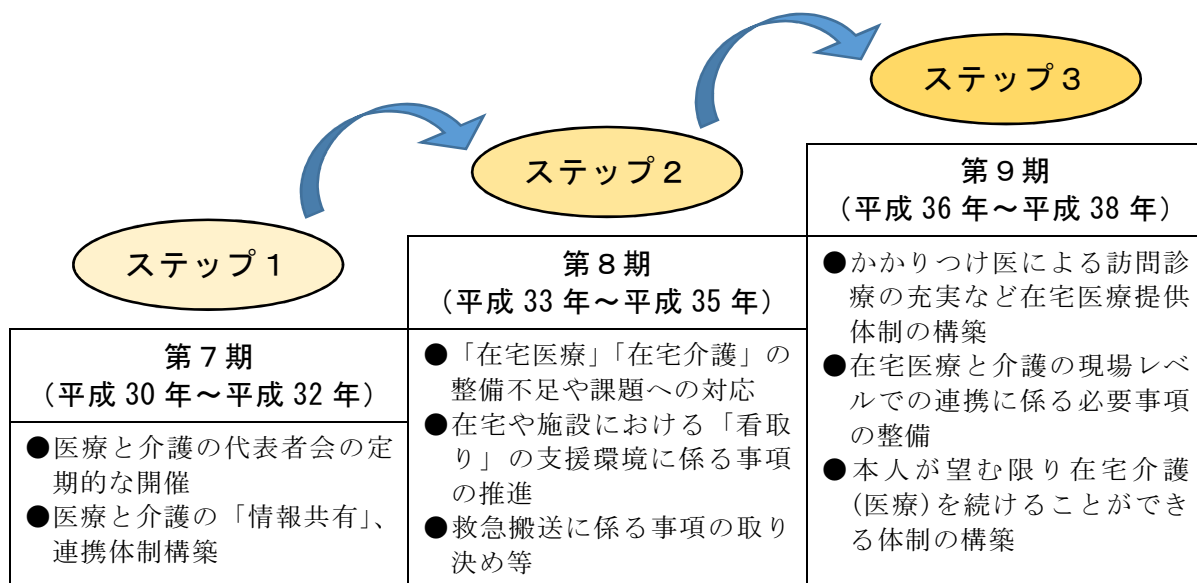 ステップ1
第7期
（平成 30 年～平成 32 年）
●医療と介護の代表者会の定
期的な開催
●医療と介護の「情報共有」、
連携体制構築
ステップ2
第8期
（平成 33 年～平成 35 年）
●「在宅医療」「在宅介護」の
整備不足や課題への対応
●在宅や施設における「看取
り」の支援環境に係る事項
の推進
●救急搬送に係る事項の取り
決め等
ステップ3
第9期
（平成 36 年～平成 38 年）
●かかりつけ医による訪問診
療の充実など在宅医療提供
体制の構築
●在宅医療と介護の現場レベ
ルでの連携に係る必要事項
の整備
●本人が望む限り在宅介護
(医療)を続けることができ
る体制の構築